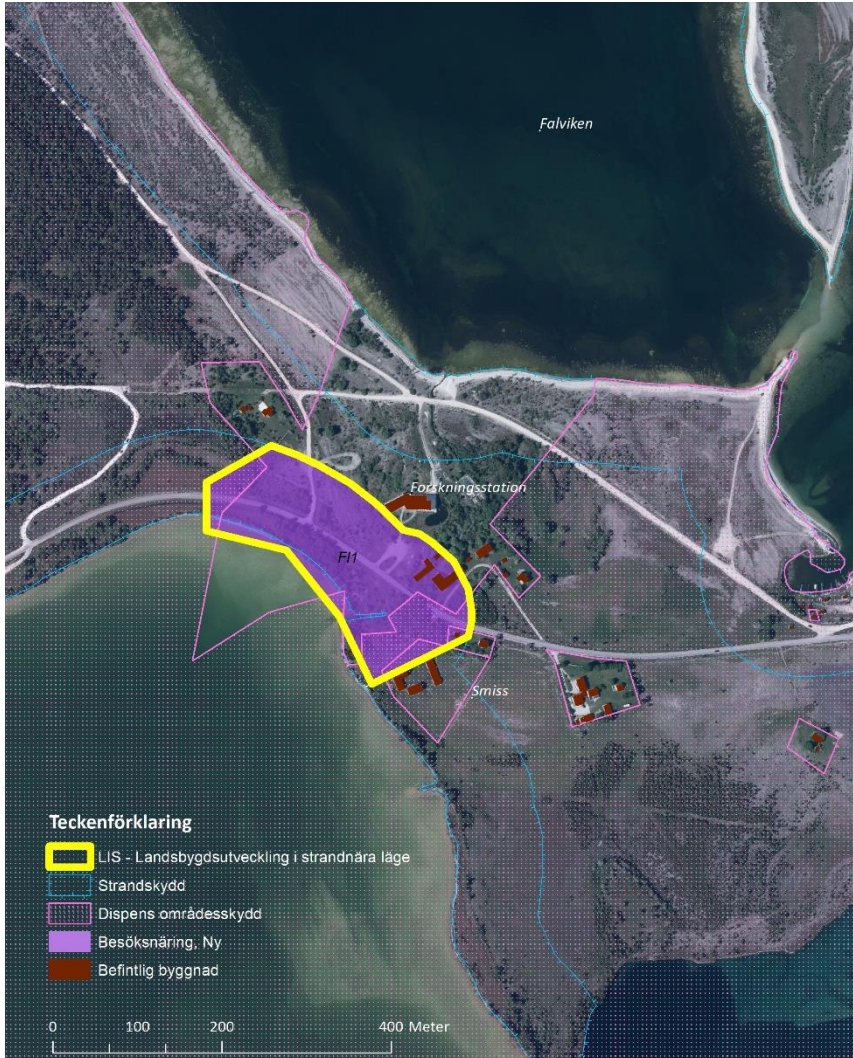 Falviken
Forskningsstation
Fl1
Smiss
Teckenförklaring
LIS - Landsbygdsutveckling i strandnära läge
Strandskydd
Dispens områdesskydd
Besöksnäring, Ny
Befintlig byggnad
0 100 200 400 Meter